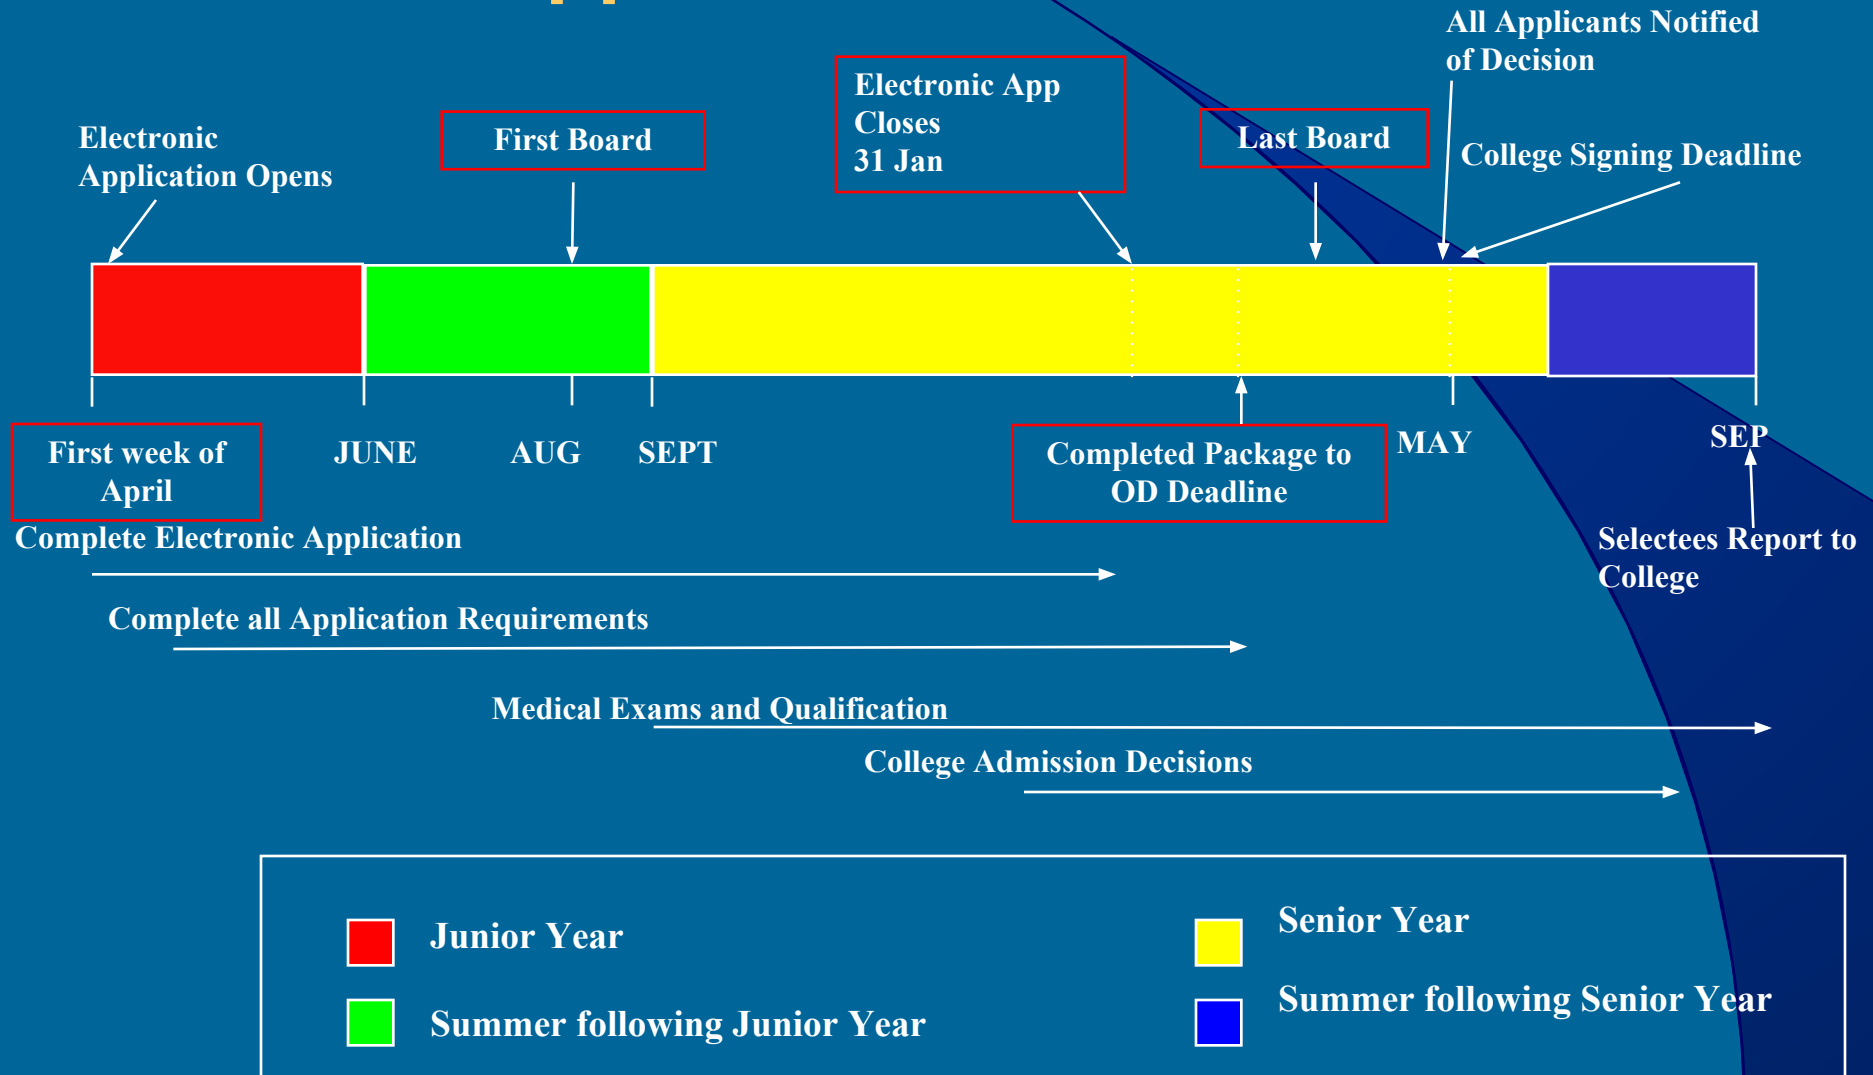 All Applicants Notified
of Decision
Electronic App
Closes
31 Jan
Electronic
Application Opens
First Board
Last Board
College Signing Deadline
First week of
April
JUNE
AUG
SEPT
Completed Package to
OD Deadline
MAY
SEP
Complete Electronic Application
Selectees Report to
College
Complete all Application Requirements
Medical Exams and Qualification
College Admission Decisions
Junior Year
Senior Year
Summer following Junior Year
Summer following Senior Year